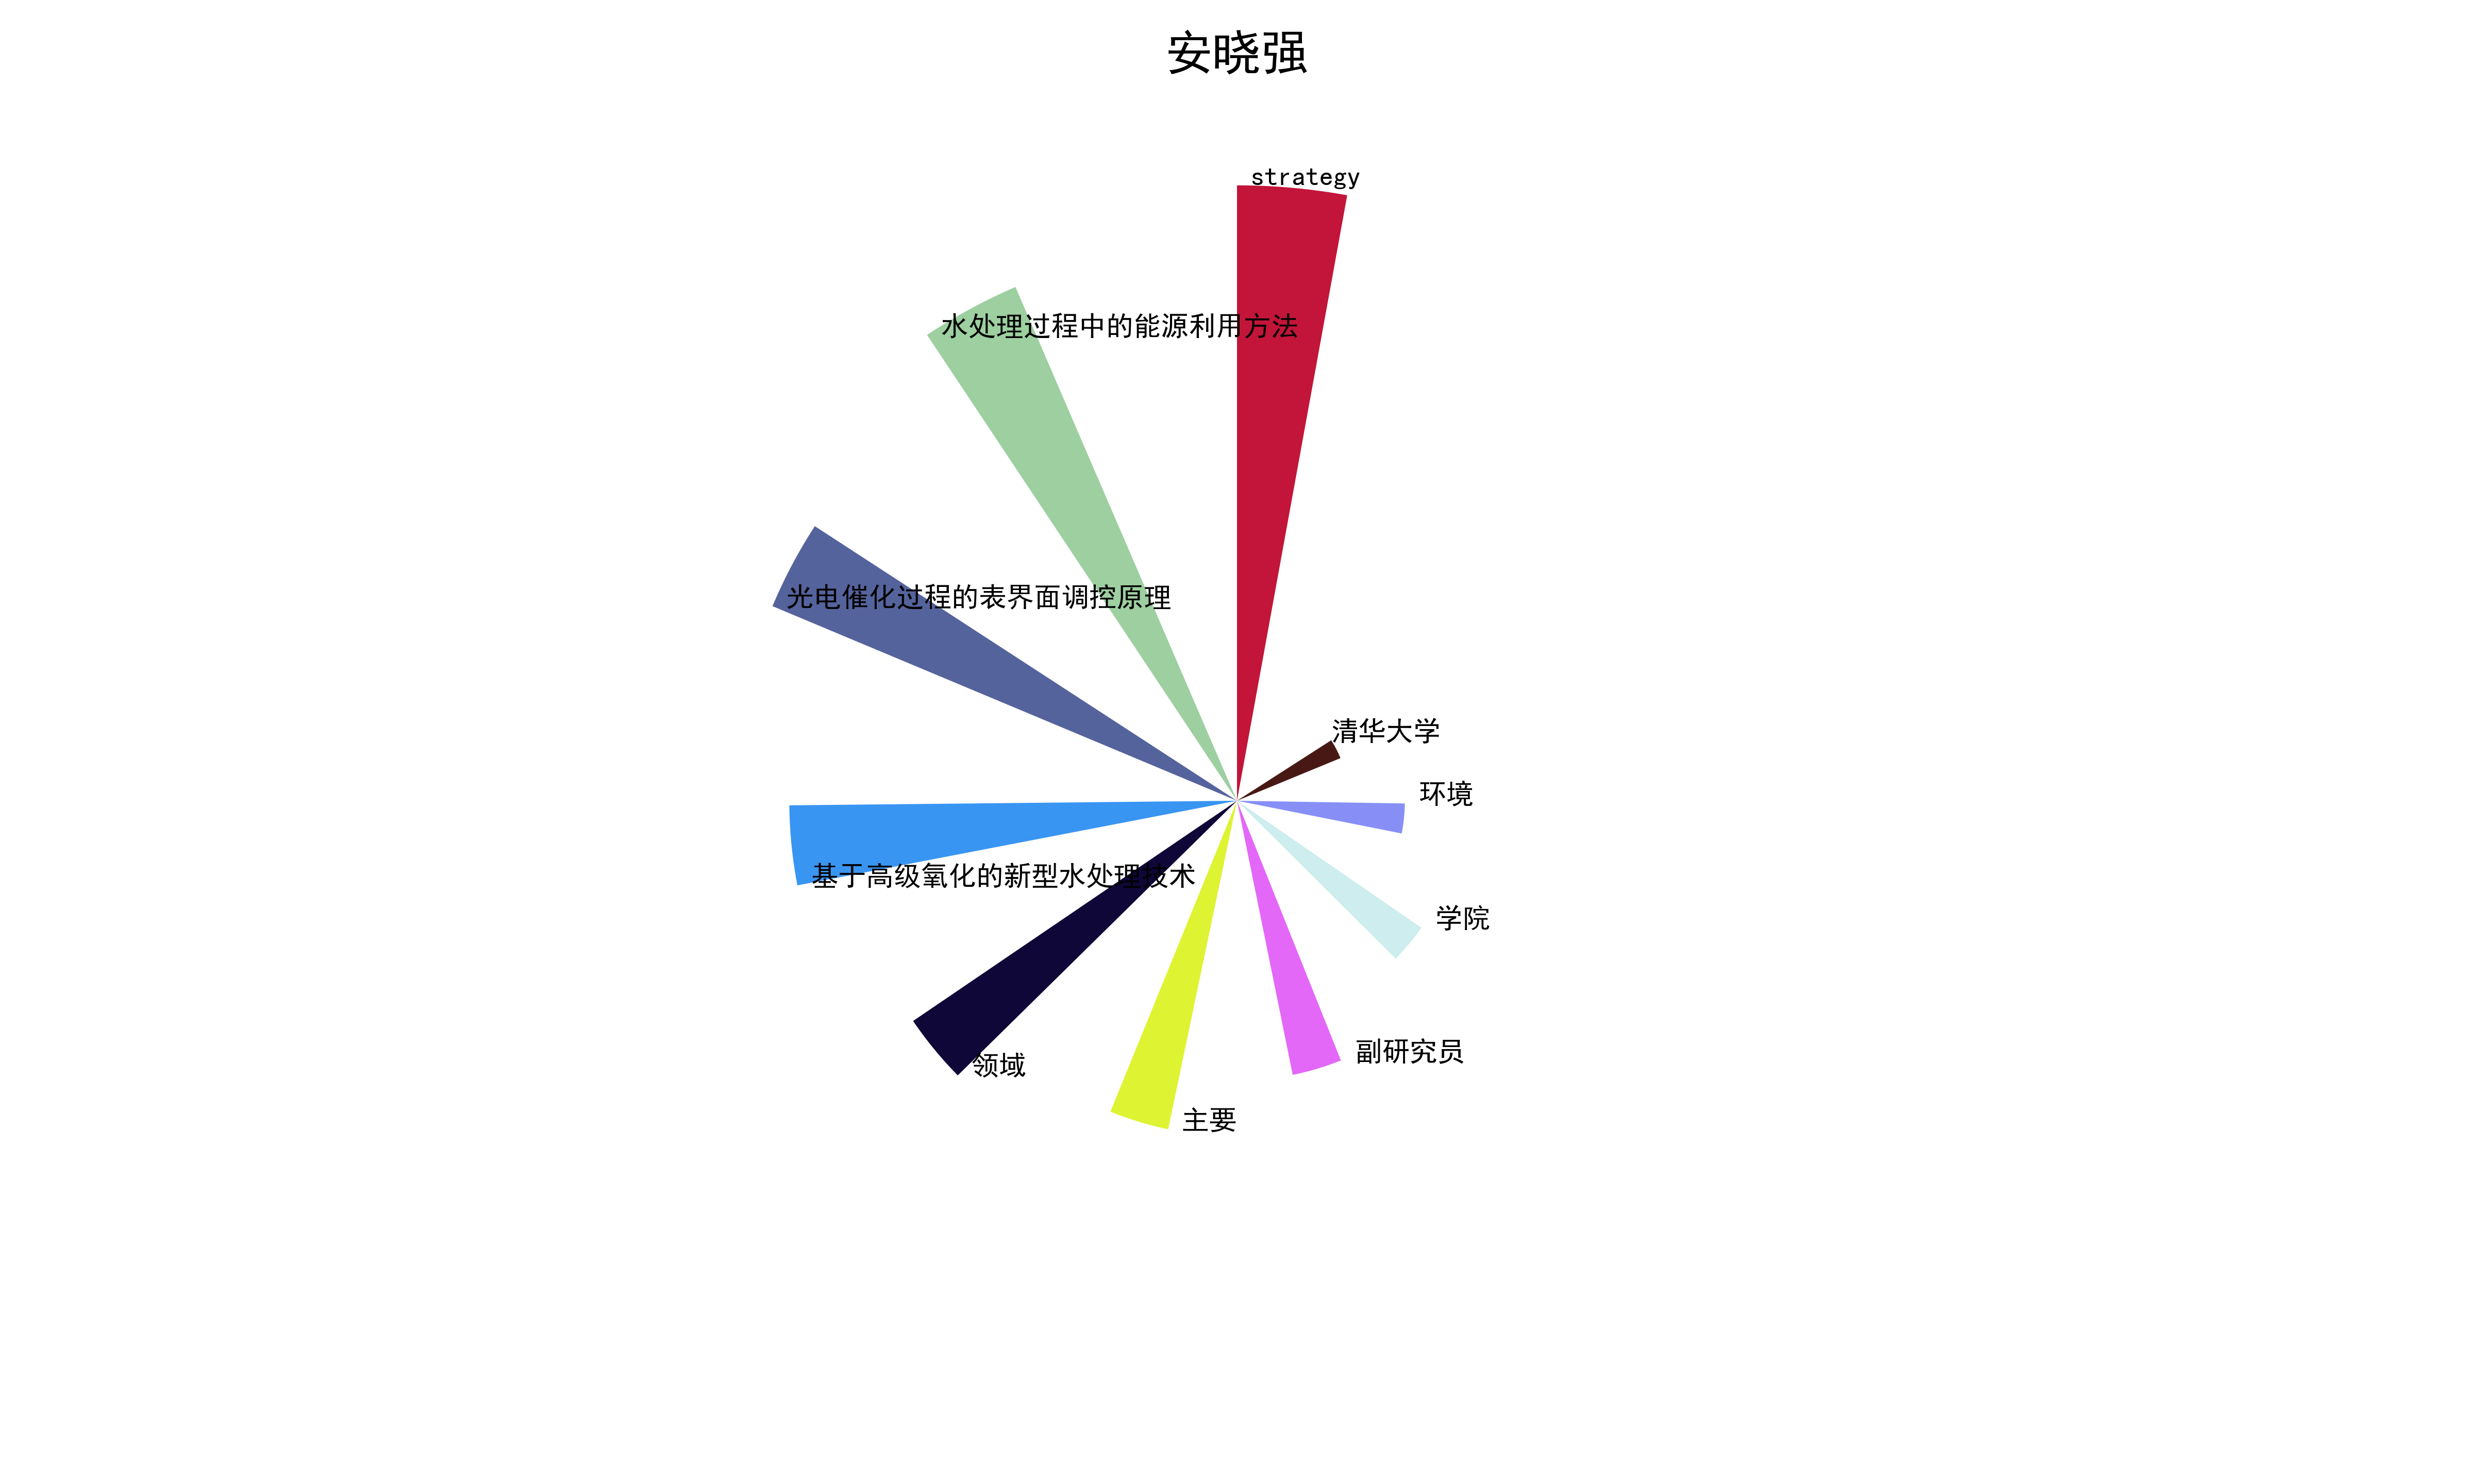 安晓强
strategy
水处理过程中的能源利用方法
光电催化过程的表界面调控原理
清华大学
环境
基于高级氧化的新型水处理技术
学院
副研究员
领域
主要